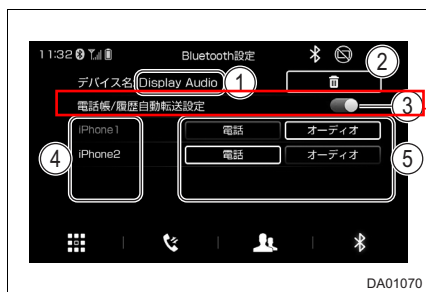 11:32 Bluetooth設定
デバイス名:Display Audio 1 2
電話帳/履歴自動転送設定 3
iPhone1 電話 オーディオ
4 5
iPhone2 電話 オーディオ
DA01070